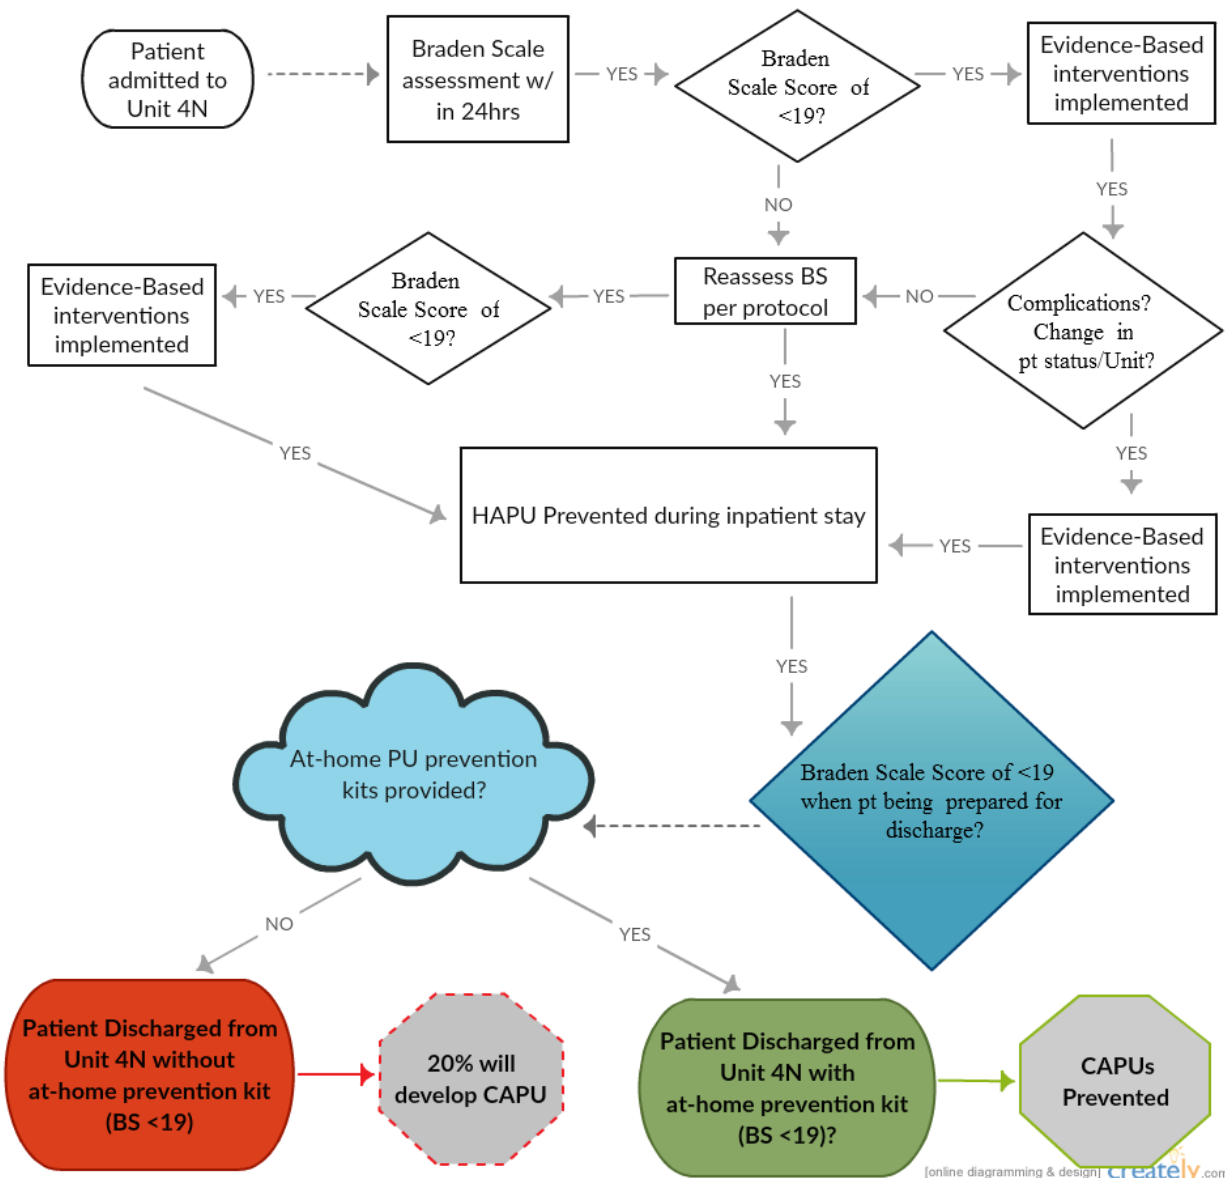 Patient
admitted to
Unit 4N
Braden Scale
assessment w/
in 24hrs
YES
Braden
Scale Score of
<19?
YES
Evidence-Based
interventions
implemented
NO
YES
Evidence-Based
interventions
implemented
YES
Braden
Scale Score of
<19?
YES
Reassess BS
per protocol
NO
Complications?
Change in
pt status/Unit?
YES
YES
YES
HAPU Prevented during inpatient stay
YES
Evidence-Based
interventions
implemented
YES
At-home PU prevention
kits provided?
Braden Scale Score of <19
when pt being prepared for
discharge?
NO
YES
Patient Discharged from
Unit 4N without
at-home prevention kit
(BS <19)
20% will
develop CAPU
Patient Discharged from
Unit 4N with
at-home prevention kit
(BS <19)?
CAPUs
Prevented
[online diagramming & design] creately.com